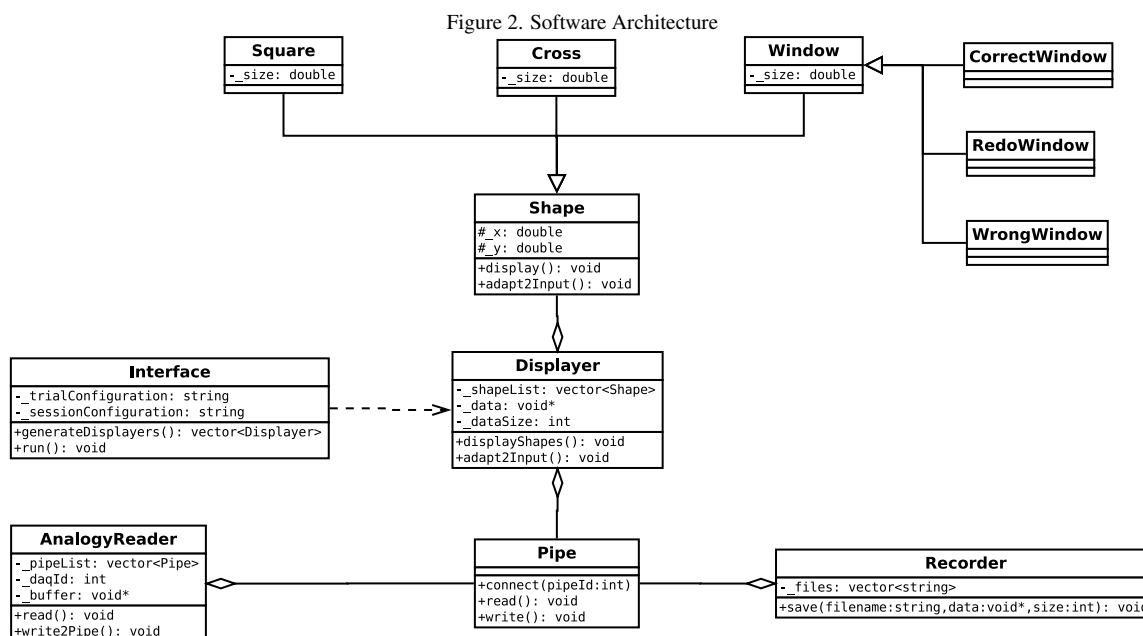 Figure 2. Software Architecture
Square
-_size: double
Cross
-_size: double
Window
-_size: double
CorrectWindow
RedoWindow
WrongWindow
Shape
#_x: double
#_y: double
+display(): void
+adapt2Input(): void
Interface
-_trialConfiguration: string
-_sessionConfiguration: string
+generateDisplayers(): vector<Displayer>
+run(): void
Displayer
-_shapeList: vector<Shape>
-_data: void*
-_dataSize: int
+displayShapes(): void
+adapt2Input(): void
AnalogyReader
-_pipeList: vector<Pipe>
-_daqId: int
-_buffer: void*
+read(): void
+write2Pipe(): void
Pipe
+connect(pipeId:int)
+read(): void
+write(): void
Recorder
-_files: vector<string>
+save(filename:string,data:void*,size:int): void